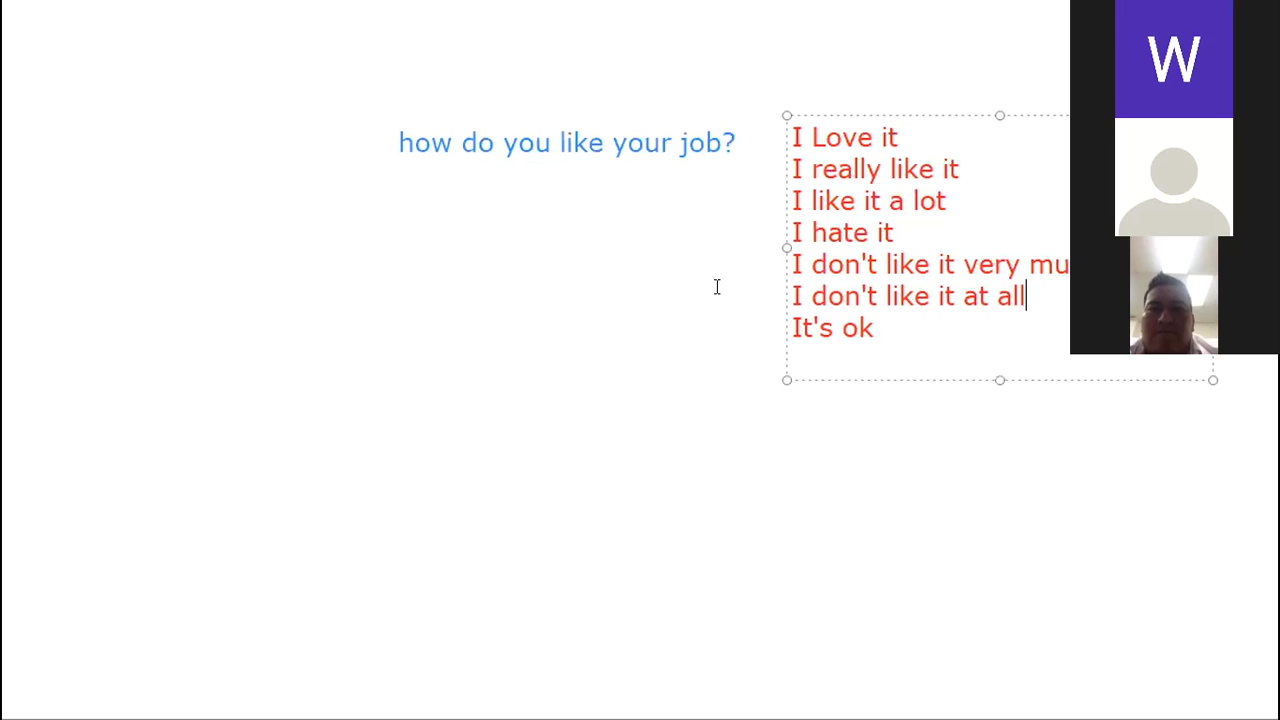 how do you like your job?
I Love it
I really like it
I like it a lot
I hate it
I don't like it very mu
I don't like it at all
It's ok
W